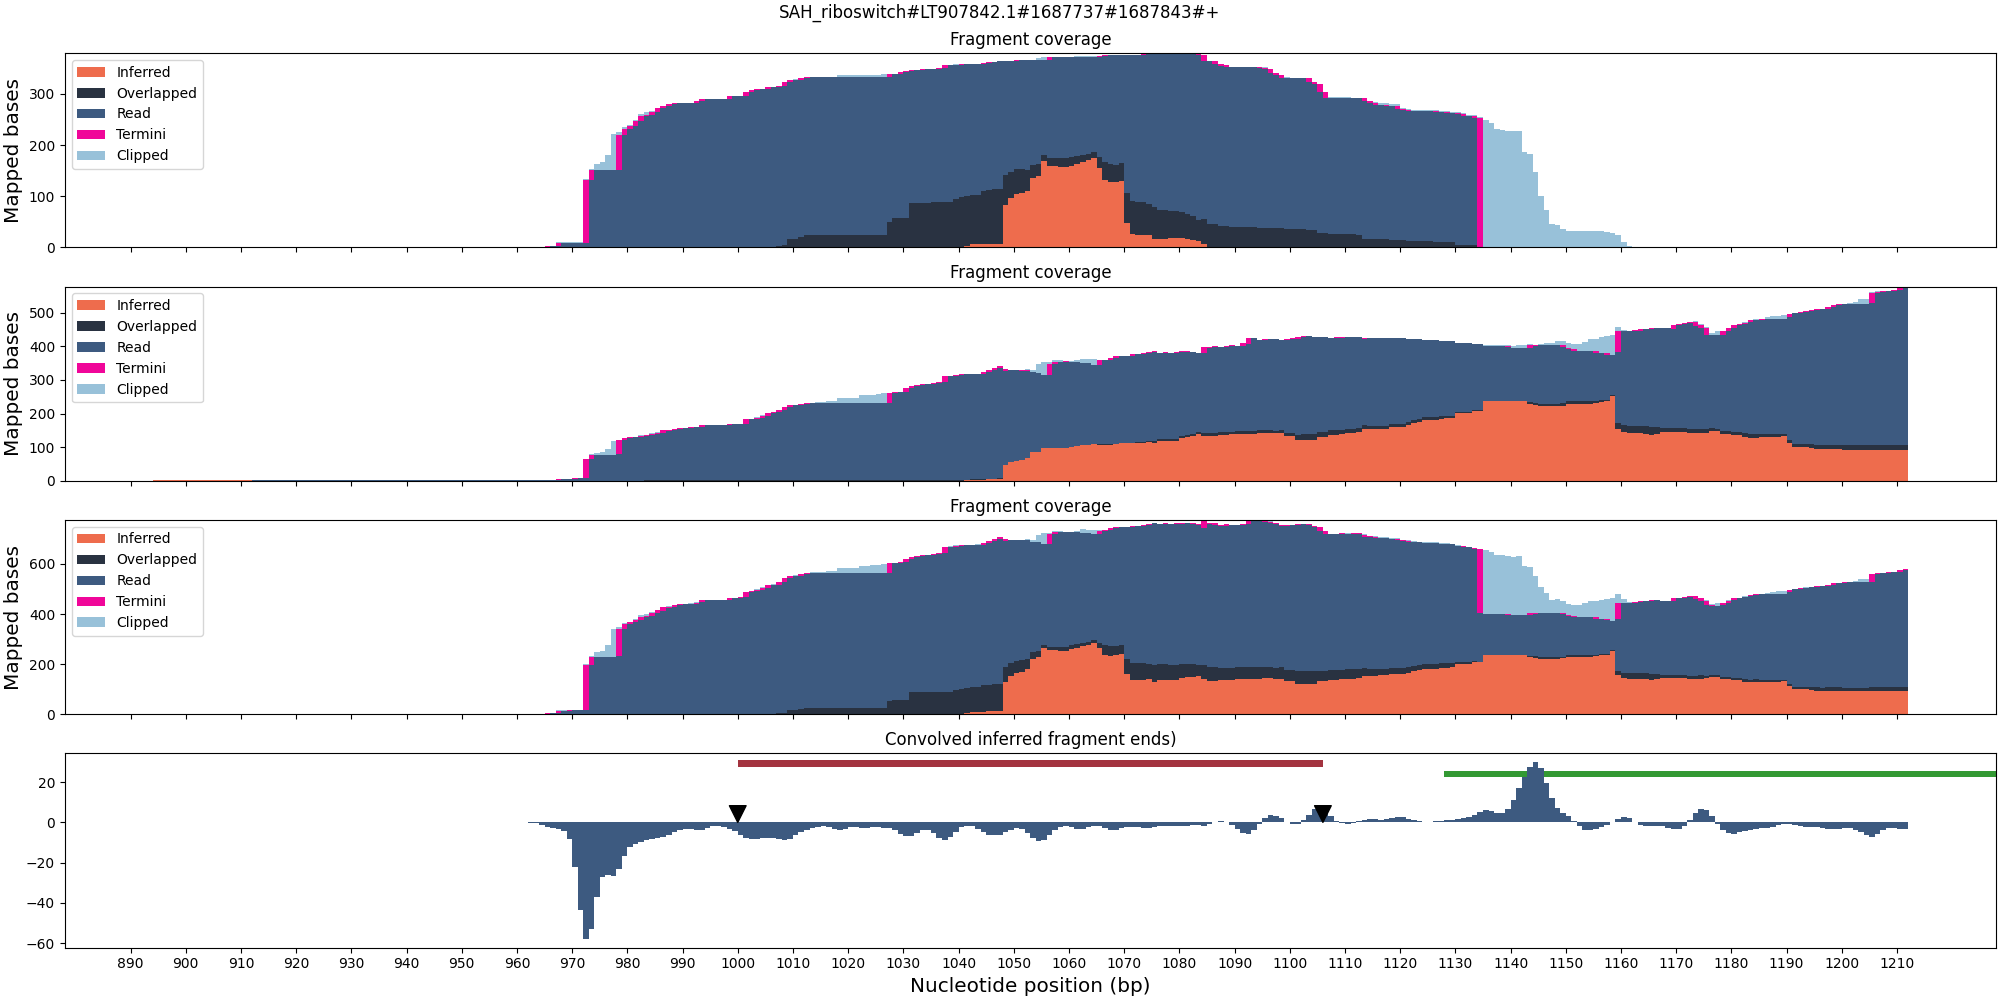 SAH_riboswitch#LT907842.1#1687737#1687843#+
Fragment coverage
Mapped bases
300
200
100
0
Inferred
Overlapped
Read
Termini
Clipped
Fragment coverage
Mapped bases
500
400
300
200
100
0
Inferred
Overlapped
Read
Termini
Clipped
Fragment coverage
Mapped bases
600
400
200
0
Inferred
Overlapped
Read
Termini
Clipped
Convolved inferred fragment ends)
20
0
−20
−40
−60
890 900 910 920 930 940 950 960 970 980 990 1000 1010 1020 1030 1040 1050 1060 1070 1080 1090 1100 1110 1120 1130 1140 1150 1160 1170 1180 1190 1200 1210
Nucleotide position (bp)